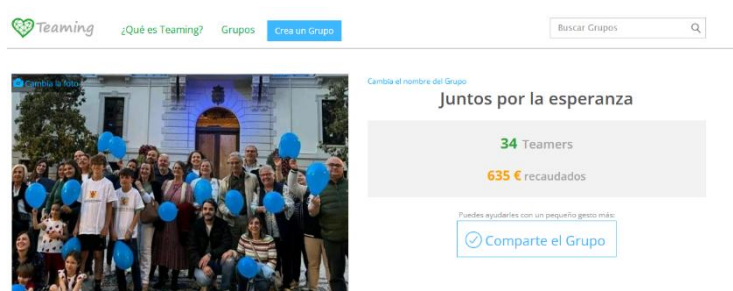 Teaming
¿Qué es Teaming?
Grupos
Crea un Grupo
Buscar Grupos
Cambia la foto
Cambia el nombre del Grupo
Juntos por la esperanza
34 Teamers
635 € recaudados
Puedes ayudarles con un pequeño gesto más:
Comparte el Grupo